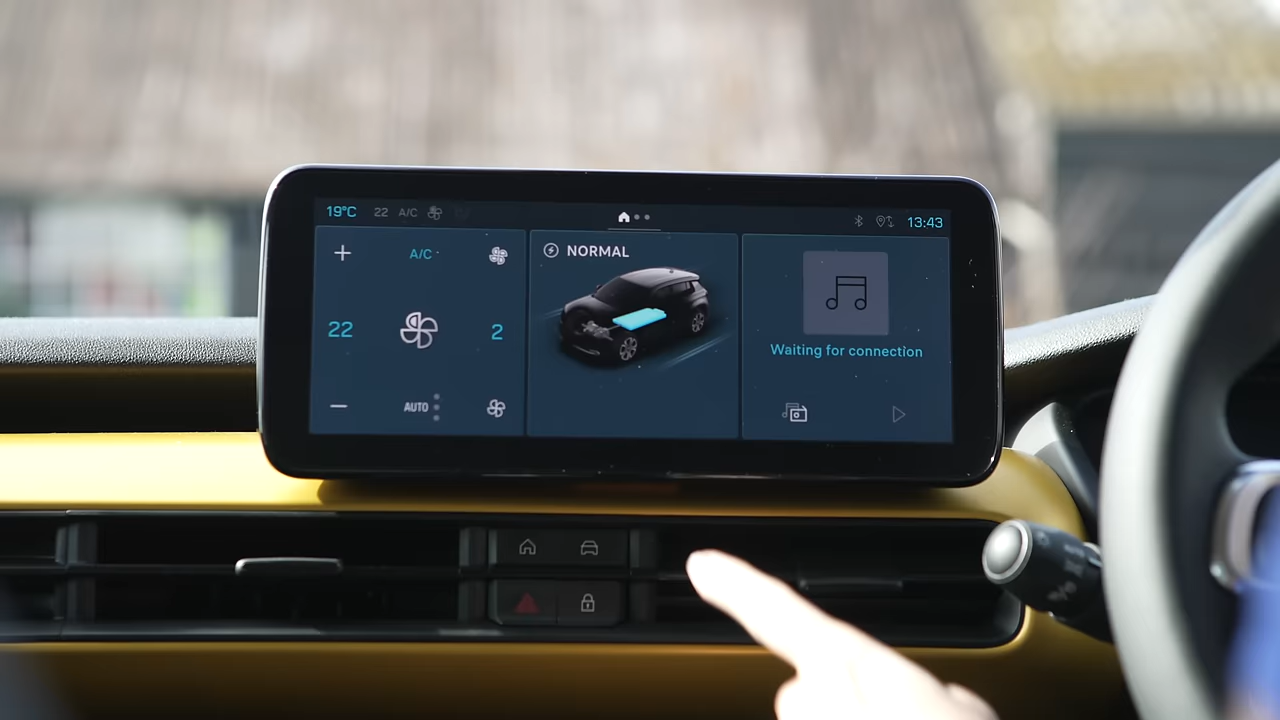 19°C 22 A/C 13:43
A/C
22 2
AUTO
NORMAL
Waiting for connection